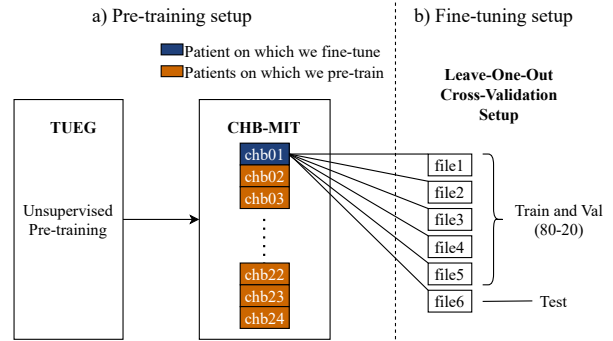 a) Pre-training setup
b) Fine-tuning setup
Patient on which we fine-tune
Patients on which we pre-train
TUEG
Unsupervised
Pre-training
CHB-MIT
chb01
chb02
chb03
chb22
chb23
chb24
Leave-One-Out
Cross-Validation
Setup
file1
file2
file3
file4
file5
file6
Train and Val
(80-20)
Test